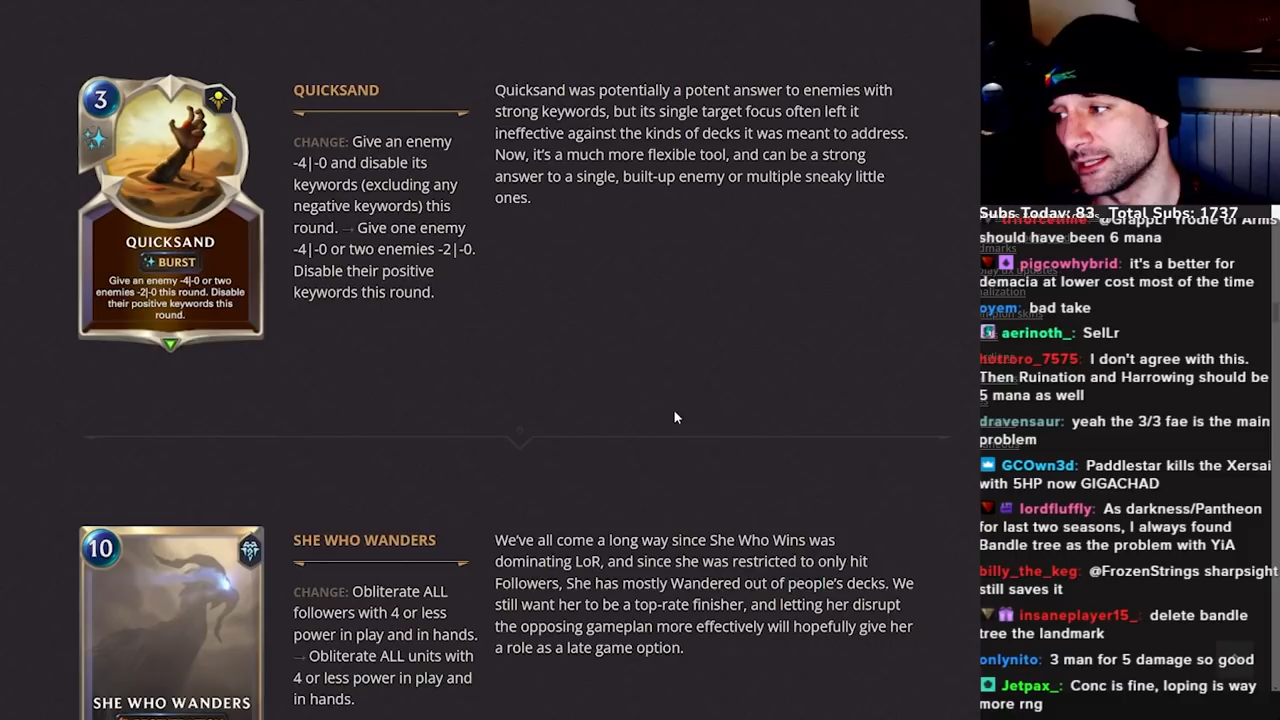 3
QUICKSAND
BURST
Give an enemy -4|-0 or two
enemies -2|-0 this round. Disable
their positive keywords this
round.
QUICKSAND
CHANGE: Give an enemy
-4|-0 and disable its
keywords (excluding any
negative keywords) this
round. → Give one enemy
-4|-0 or two enemies -2|-0.
Disable their positive
keywords this round.
Quicksand was potentially a potent answer to enemies with
strong keywords, but its single target focus often left it
ineffective against the kinds of decks it was meant to address.
Now, it's a much more flexible tool, and can be a strong
answer to a single, built-up enemy or multiple sneaky little
ones.
10
SHE WHO WANDERS
SHE WHO WANDERS
CHANGE: Obliterate ALL
followers with 4 or less
power in play and in hands.
→ Obliterate ALL units with
4 or less power in play and
in hands.
We've all come a long way since She Who Wins was
dominating LoR, and since she was restricted to only hit
Followers, She has mostly Wandered out of people's decks. We
still want her to be a top-rate finisher, and letting her disrupt
the opposing gameplan more effectively will hopefully give her
a role as a late game option.
Subs Today: 83 Total Subs: 1737
should have been 6 mana
pigcowhybrid: it's a better for
demacia at lower cost most of the time
oyem: bad take
aerinoth_: SelLr
I don't agree with this.
Then Ruination and Harrowing should be
5 mana as well
dravensaur: yeah the 3/3 fae is the main
problem
GCOwn3d: Paddlestar kills the Xersai
with 5HP now GIGACHAD
lordfluffly: As darkness/Pantheon
for last two seasons, I always found
Bandle tree as the problem with YiA
billy_the_keg: @FrozenStrings sharpsight
still saves it
insaneplayer15_: delete bandle
tree the landmark
onlynito: 3 man for 5 damage so good
Jetpax_: Conc is fine, loping is way
more rng